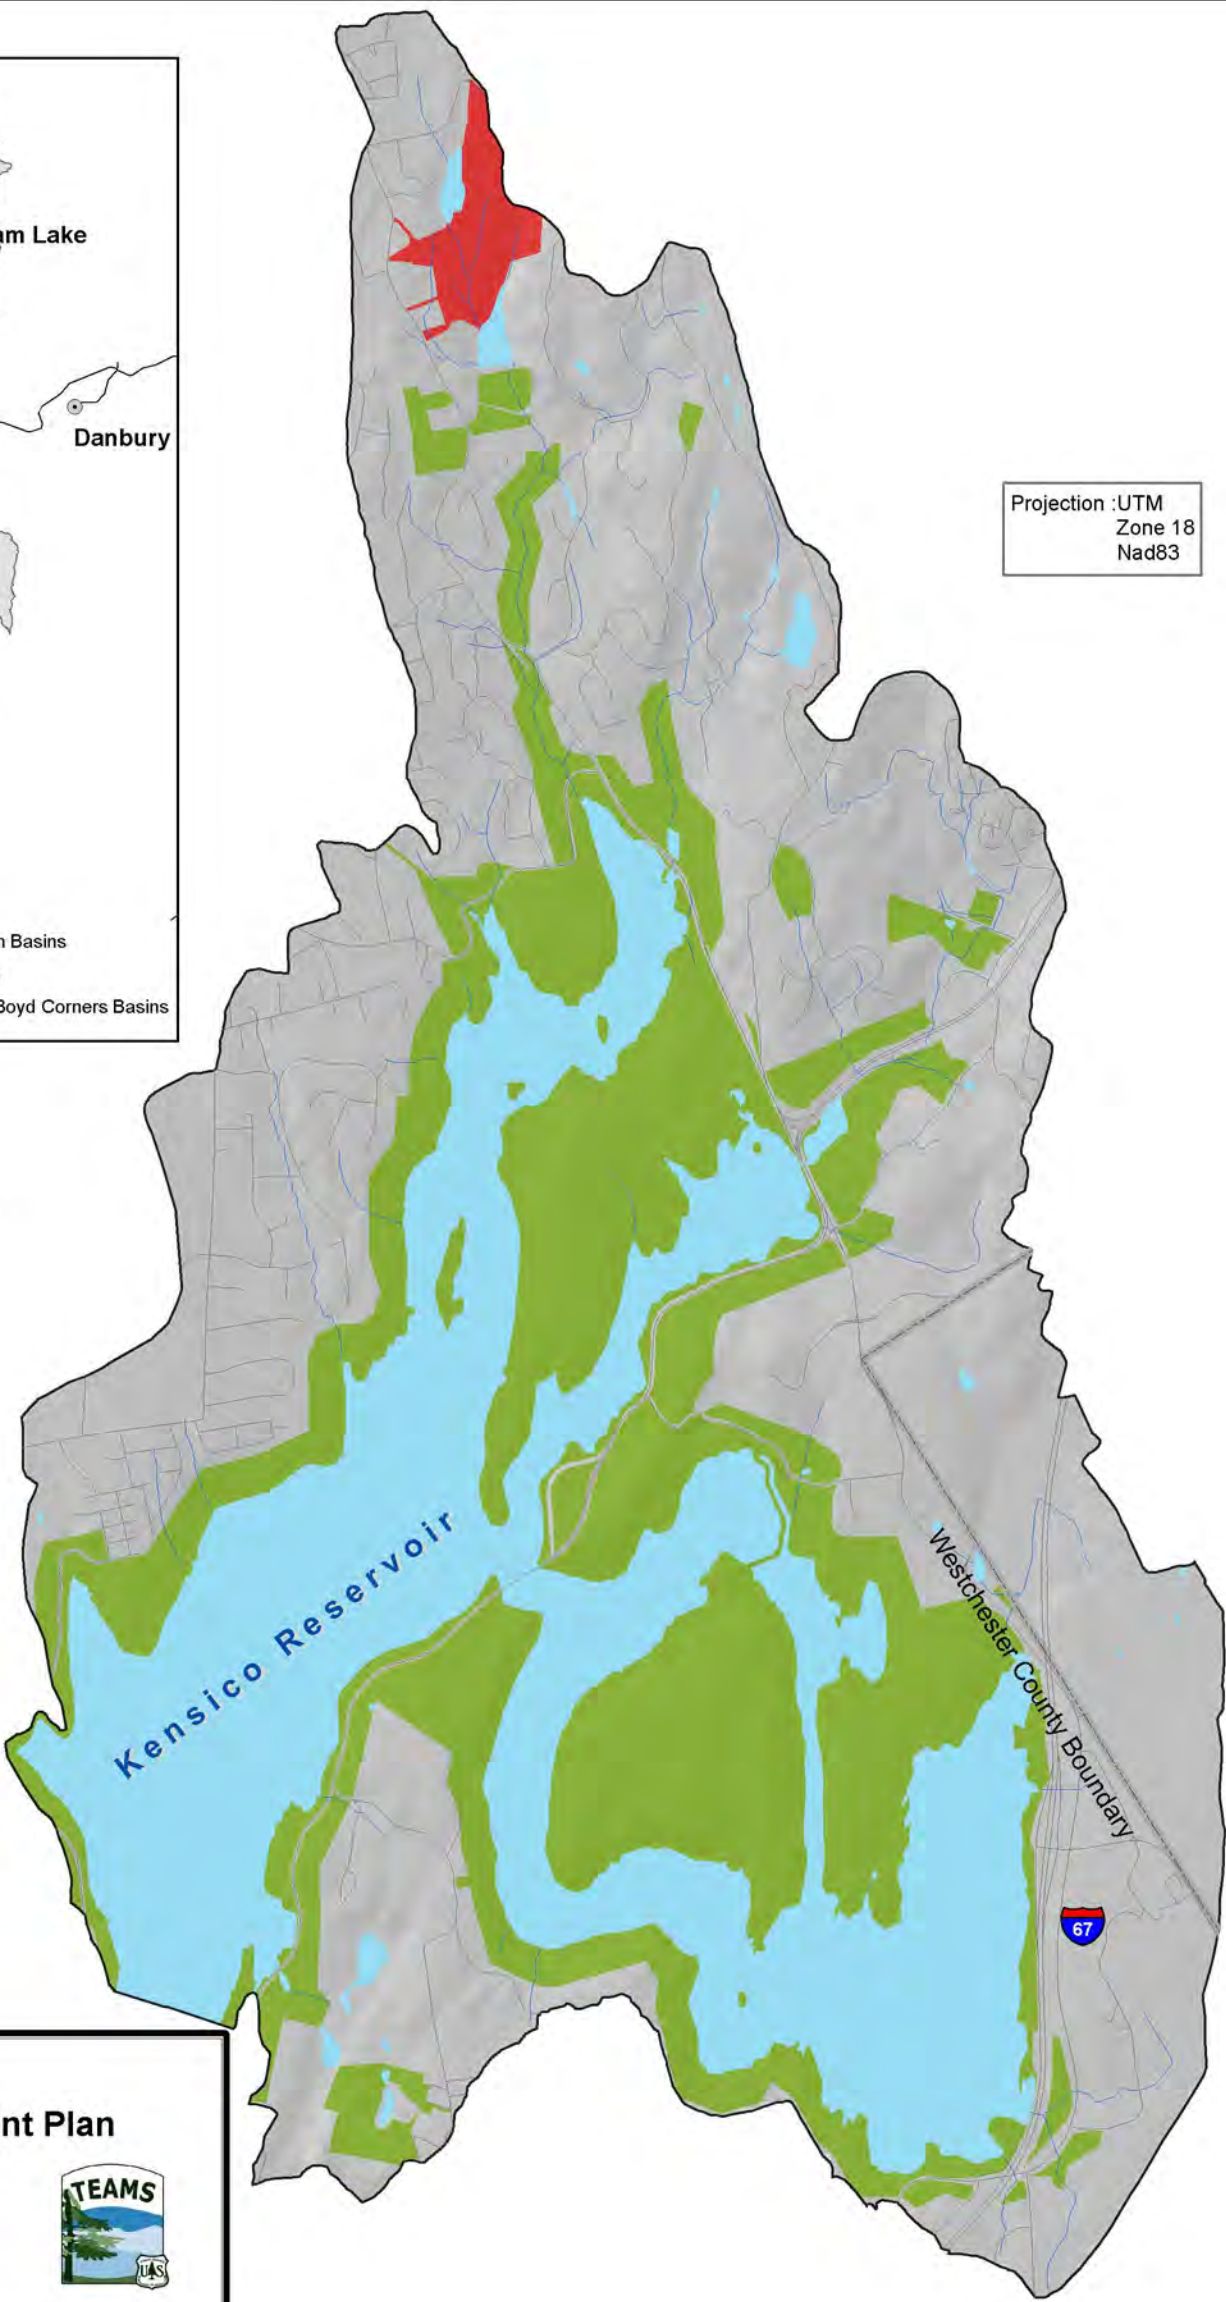 am Lake
Danbury
Projection :UTM
Zone 18
Nad83
n Basins
Boyd Corners Basins
Kensico Reservoir
Westchester County Boundary
67
nt Plan
TEAMS
UAS